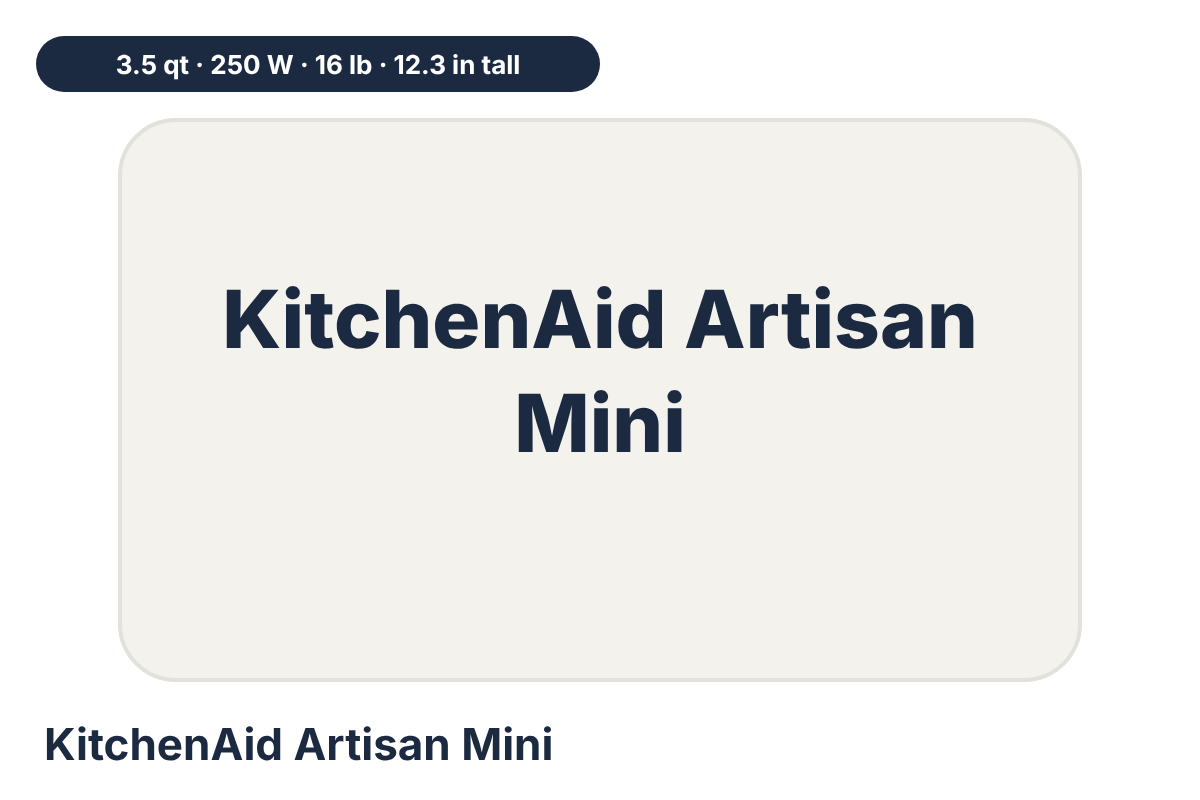 3.5 qt · 250 W · 16 lb · 12.3 in tall
KitchenAid Artisan
Mini
KitchenAid Artisan Mini